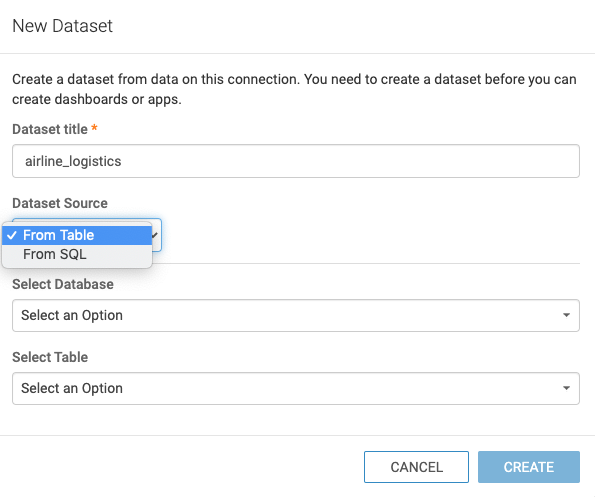 New Dataset
Create a dataset from data on this connection. You need to create a dataset before you can
create dashboards or apps.
Dataset title *
airline_logistics
Dataset Source
From Table
From SQL
Select Database
Select an Option
Select Table
Select an Option
CANCEL CREATE